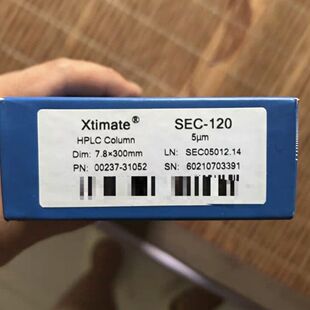 Xtimate® SEC-120
HPLC Column 5μm
Dim: 7.8×300mm LN: SEC05012.14
PN: 00237-31052 SN: 60210703391